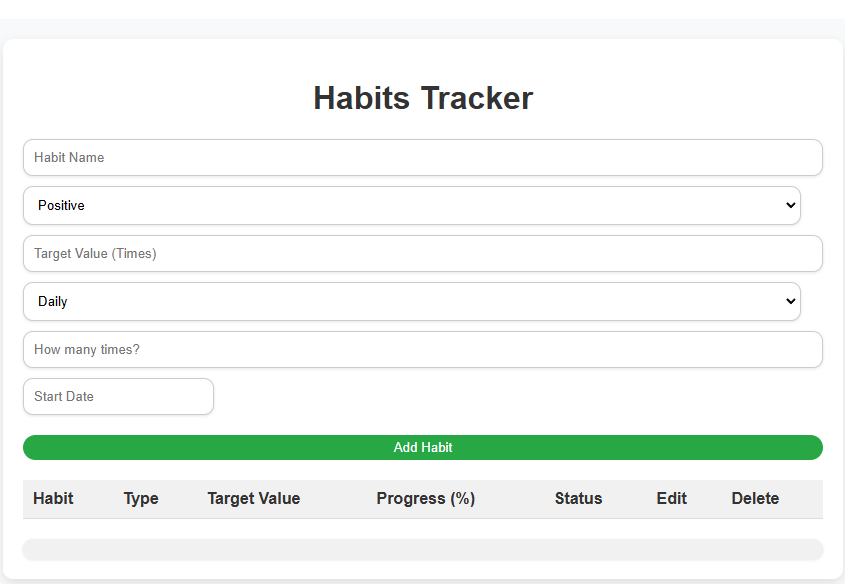 Habits Tracker
Habit Name
Positive
Target Value (Times)
Daily
How many times?
Start Date
Add Habit
Habit Type Target Value Progress (%) Status Edit Delete